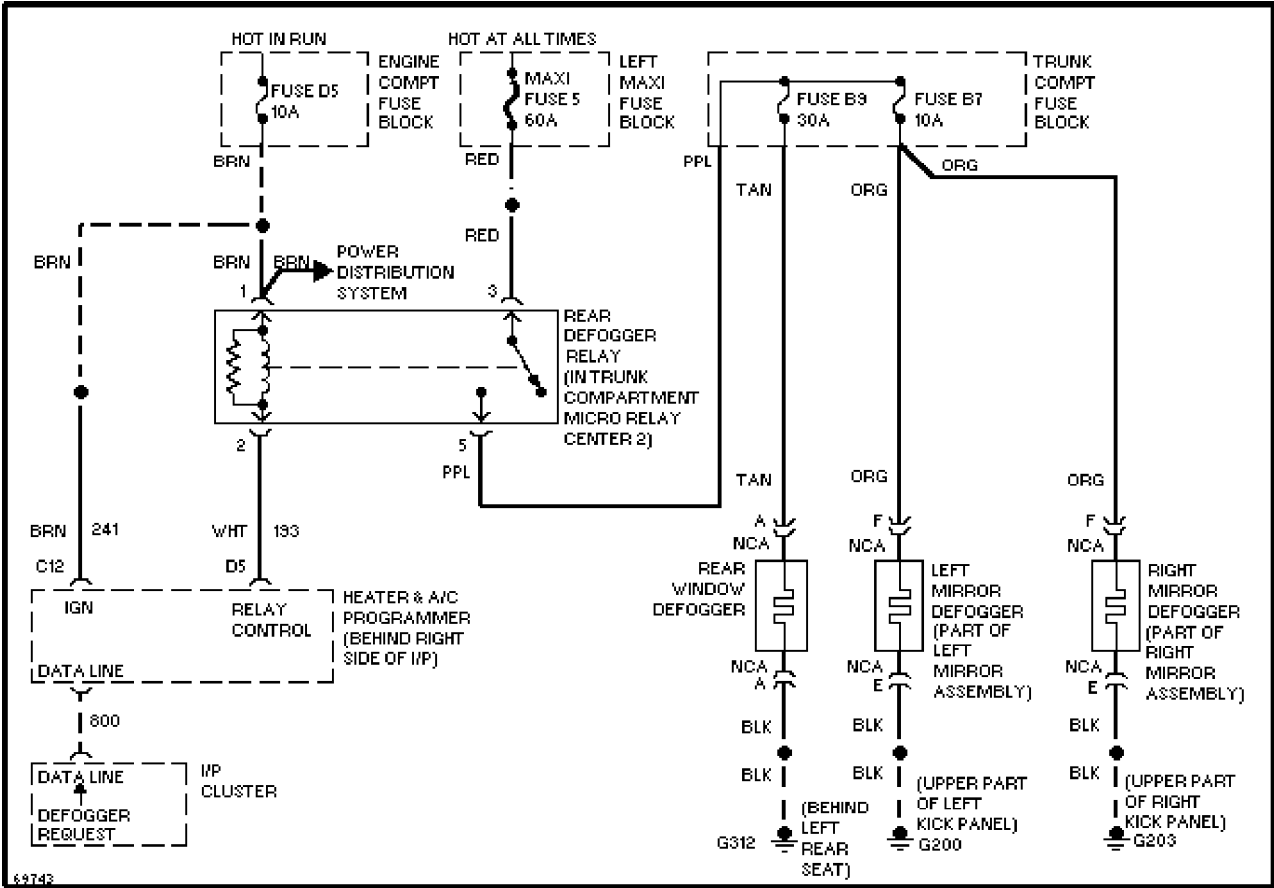 HOT IN RUN
HOT AT ALL TIMES
ENGINE
COMPT
FUSE
BLOCK
FUSE D5
10A
LEFT
MAXI
FUSE
BLOCK
MAXI
FUSE 5
60A
TRUNK
COMPT
FUSE
BLOCK
FUSE B9
30A
FUSE B7
10A
BRN
RED
PPL
TAN
ORG
ORG
BRN
BRN
BRN
POWER
DISTRIBUTION
SYSTEM
RED
1
3
REAR
DEFOGGER
RELAY
(IN TRUNK
COMPARTMENT
MICRO RELAY
CENTER 2)
2
5
PPL
TAN
ORG
ORG
BRN
241
WHT
193
C12
D5
A
F
F
NCA
NCA
NCA
IGN
RELAY
CONTROL
HEATER & A/C
PROGRAMMER
(BEHIND RIGHT
SIDE OF I/P)
DATA LINE
REAR
WINDOW
DEFOGGER
LEFT
MIRROR
DEFOGGER
(PART OF
LEFT
MIRROR
ASSEMBLY)
RIGHT
MIRROR
DEFOGGER
(PART OF
RIGHT
MIRROR
ASSEMBLY)
NCA
A
NCA
E
NCA
E
800
BLK
BLK
BLK
DATA LINE
DEFOGGER
REQUEST
I/P
CLUSTER
BLK
BLK
BLK
(BEHIND
LEFT
REAR
SEAT)
(UPPER PART
OF LEFT
KICK PANEL)
(UPPER PART
OF RIGHT
KICK PANEL)
G312
G200
G203
69743